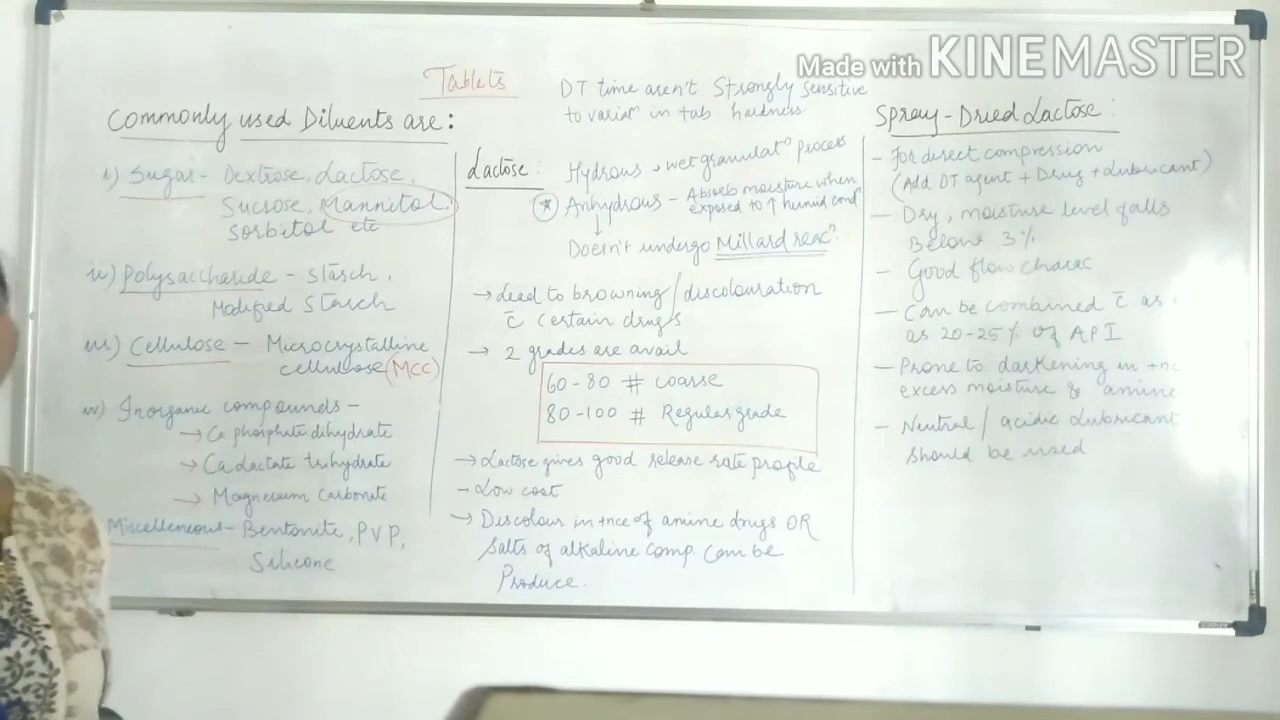 Made with KINEMASTER
Tablets
Commonly used Diluents are:
i) Sugar - Dextrose, Lactose,
Sucrose, Mannitol,
Sorbitol etc
ii) Polysaccharide - Starch,
Modified Starch
iii) Cellulose - Microcrystalline
cellulose (MCC)
iv) Inorganic compounds -
→ Ca phosphate dihydrate
→ Ca Lactate trihydrate
→ Magnesium Carbonate
Miscelleneous - Bentonite, PVP,
Silicone
DT time aren't Strongly sensitive
to variatn in tab hardness.
Lactose: Hydrous → wet granulatn process
* Anhydrous - Absorb moisture when
exposed to ↑ humid condn
↓
Doesn't undergo Millard reacn
→ Lead to browning / discolouration
c̄ certain drugs
→ 2 grades are avail
60-80 # coarse
80-100 # Regular grade
→ Lactose gives good release rate profile
- Low cost
→ Discolour in +nce of amine drugs OR
Salts of alkaline comp. can be
Produce.
Spray-Dried Lactose:
- For direct compression
(Add DT agent + Drug + Lubricant)
- Dry, moisture level falls
Below 3%
- Good flow charac
- Can be combined c̄ as
as 20-25% of API
- Prone to darkening in +nc
excess moisture & amine
- Neutral / acidic Lubricant
should be used